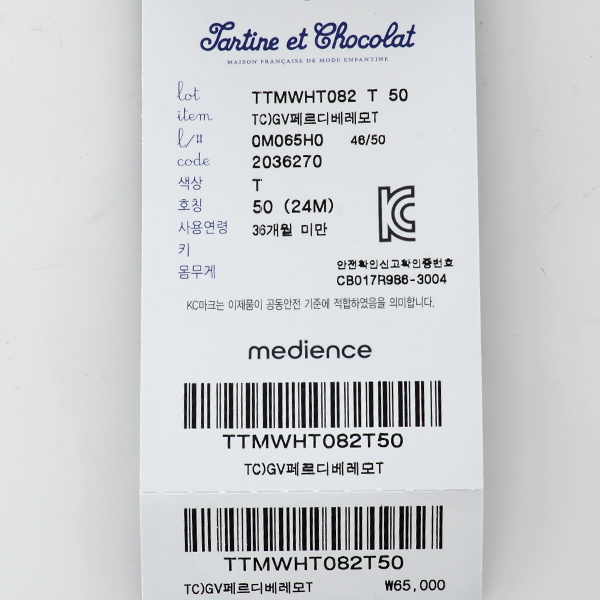 Tartine et Chocolat
MAISON FRANÇAISE DE MODE ENFANTINE
lot TTMWHT082 T 50
item TC)GV페르디베레모T
l/# 0M065H0 46/50
code 2036270
색상 T
호칭 50 (24M)
사용연령 36개월 미만
키
몸무게
안전확인신고확인증번호
CB017R986-3004
KC마크는 이제품이 공통안전 기준에 적합하였음을 의미합니다.
medience
TTMWHT082T50
TC)GV페르디베레모T
TTMWHT082T50
TC)GV페르디베레모T ₩65,000